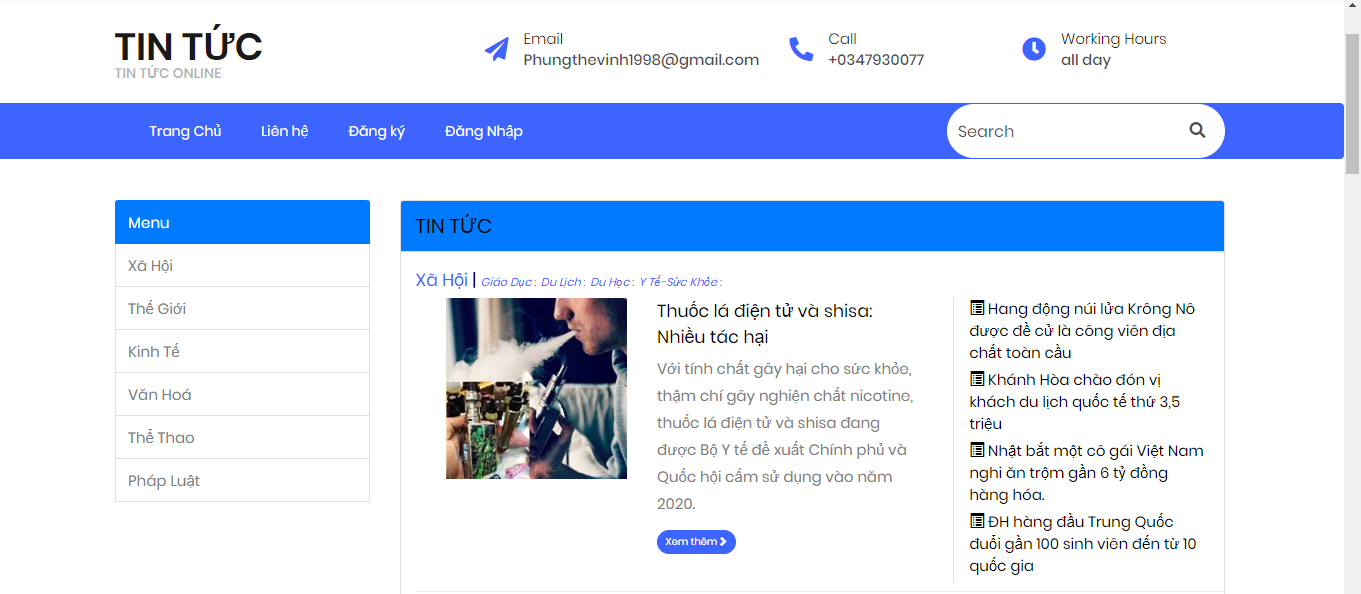 TIN TỨC
TIN TỨC ONLINE
Email
Phungthevinh1998@gmail.com
Call
+0347930077
Working Hours
all day
Trang Chủ
Liên hệ
Đăng ký
Đăng Nhập
Search
Menu
Xã Hội
Thế Giới
Kinh Tế
Văn Hoá
Thể Thao
Pháp Luật
TIN TỨC
Xã Hội | Giáo Dục : Du Lịch : Du Học : Y Tế-Sức Khỏe :
Thuốc lá điện tử và shisa:
Nhiều tác hại
Với tính chất gây hại cho sức khỏe,
thậm chí gây nghiện chất nicotine,
thuốc lá điện tử và shisa đang
được Bộ Y tế đề xuất Chính phủ và
Quốc hội cấm sử dụng vào năm
2020.
Xem thêm
Hang động núi lửa Krông Nô
được đề cử là công viên địa
chất toàn cầu
Khánh Hòa chào đón vị
khách du lịch quốc tế thứ 3,5
triệu
Nhật bắt một cô gái Việt Nam
nghi ăn trộm gần 6 tỷ đồng
hàng hóa.
ĐH hàng đầu Trung Quốc
đuổi gần 100 sinh viên đến từ 10
quốc gia